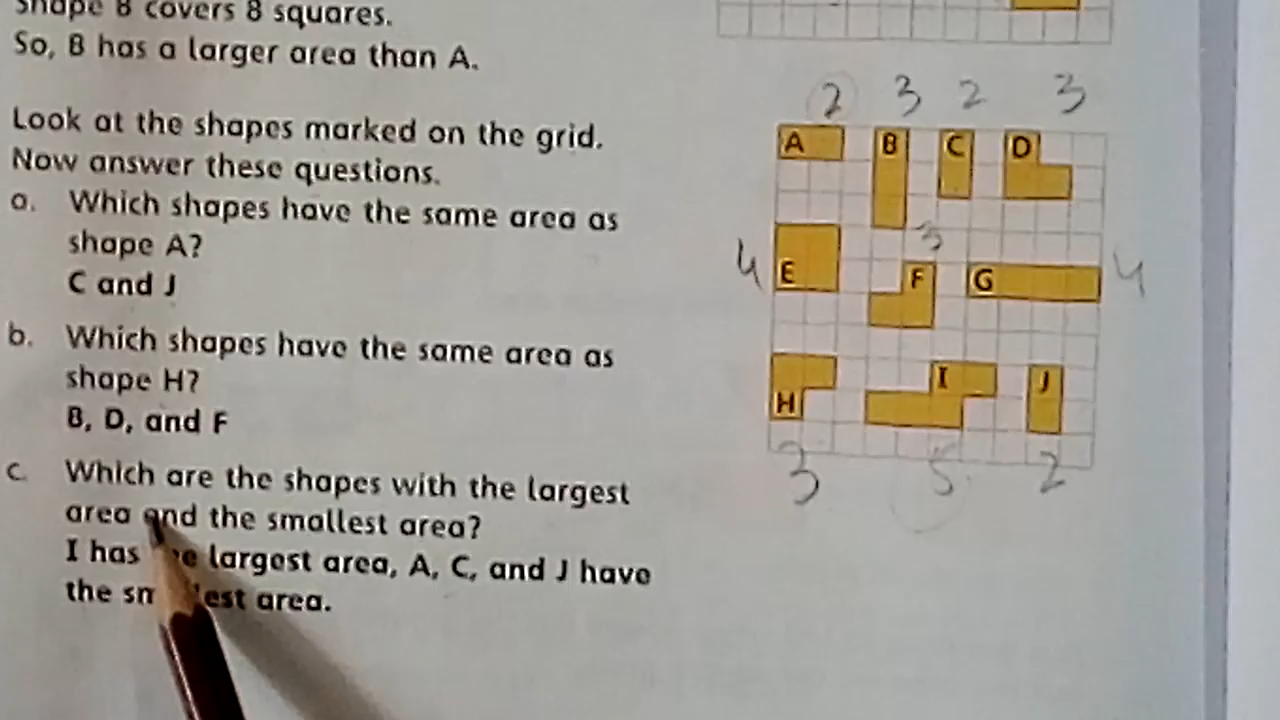 Shape B covers 8 squares.
So, B has a larger area than A.
Look at the shapes marked on the grid.
Now answer these questions.
a. Which shapes have the same area as
shape A?
C and J
b. Which shapes have the same area as
shape H?
B, D, and F
c. Which are the shapes with the largest
area and the smallest area?
I has largest area, A, C, and J have
the area.
2 3 2 3
A B C D
3
4 E F G 4
H I J
3 5 2